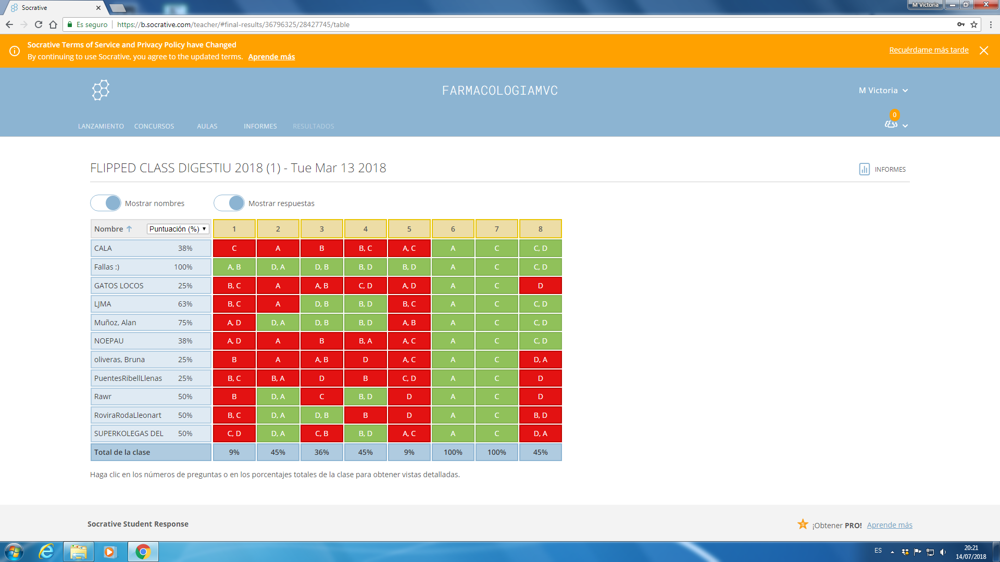 Socrative
M Victoria
Es seguro https://b.socrative.com/teacher/#final-results/36796325/28427745/table
Socrative Terms of Service and Privacy Policy have Changed
By continuing to use Socrative, you agree to the updated terms. Aprende más
Recuérdame más tarde
FARMACOLOGIAMVC
M Victoria
0
LANZAMIENTO CONCURSOS AULAS INFORMES RESULTADOS
FLIPPED CLASS DIGESTIU 2018 (1) - Tue Mar 13 2018
INFORMES
Mostrar nombres Mostrar respuestas
Nombre Puntuación (%) 1 2 3 4 5 6 7 8
CALA 38% C A B B, C A, C A C C, D
Fallas :) 100% A, B D, A D, B B, D B, D A C C, D
GATOS LOCOS 25% B, C A A, B C, D A, D A C D
LJMA 63% B, C A D, B B, D B, C A C C, D
Muñoz, Alan 75% A, D D, A D, B B, D A, B A C C, D
NOEPAU 38% A, D A B B, A A, C A C C, D
oliveras, Bruna 25% B A A, B D A, C A C D, A
PuentesRibellLlenas 25% B, C B, A D B C, D A C D
Rawr 50% B D, A C B, D D A C D
RoviraRodaLleonart 50% B, C D, A D, B B D A C B, D
SUPERKOLEGAS DEL 50% C, D D, A C, B B, D A, C A C D, A
Total de la clase 9% 45% 36% 45% 9% 100% 100% 45%
Haga clic en los números de preguntas o en los porcentajes totales de la clase para obtener vistas detalladas.
Socrative Student Response
¡Obtener PRO! Aprende más
ES
20:21
14/07/2018